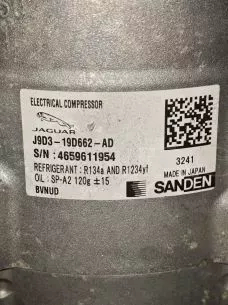 ELECTRICAL COMPRESSOR
JAGUAR
J9D3-19D662-AD
S/N : 4659611954
REFRIGERANT : R134a AND R1234yf
OIL : SP-A2 120g ±15
BVNUD
3241
MADE IN JAPAN
SANDEN